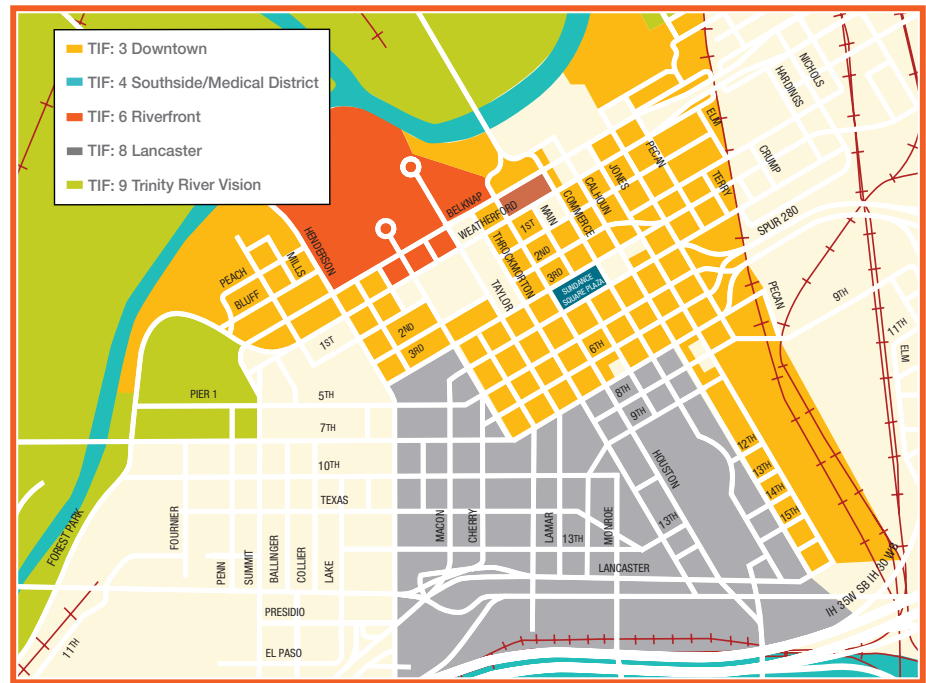 TIF: 3 Downtown
TIF: 4 Southside/Medical District
TIF: 6 Riverfront
TIF: 8 Lancaster
TIF: 9 Trinity River Vision
NICHOLS
HARDINGS
ELM
CRUMP
PECAN
JONES
CALHOUN
COMMERCE
MAIN
TERRY
SPUR 280
BELKNAP
WEATHERFORD
1ST
2ND
3RD
THROCKMORTON
TAYLOR
SUNDANCE
SQUARE PLAZA
HENDERSON
MILLS
PEACH
BLUFF
1ST
2ND
3RD
6TH
PECAN
9TH
11TH
ELM
PIER 1
5TH
7TH
8TH
9TH
10TH
TEXAS
HOUSTON
12TH
13TH
14TH
15TH
FOURNIER
FOREST PARK
MACON
CHERRY
LAMAR
13TH
MONROE
13TH
PENN
SUMMIT
BALLINGER
COLLIER
LAKE
LANCASTER
IH 35W SB IH 30 WB
PRESIDIO
11TH
EL PASO